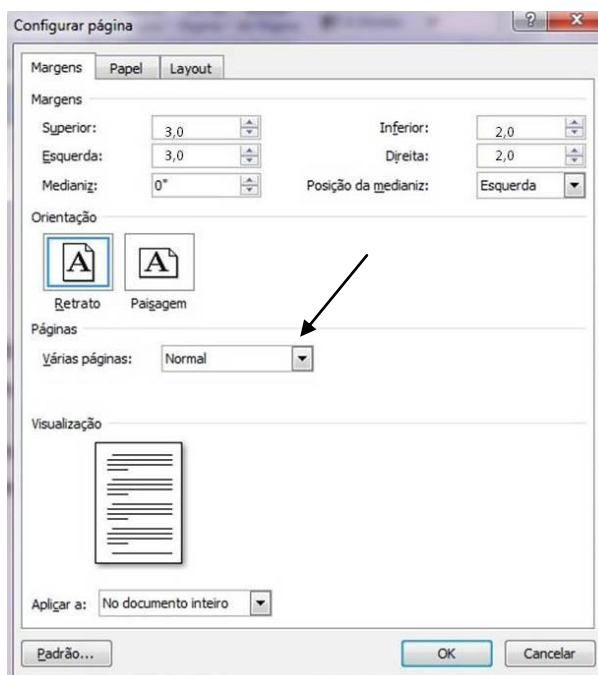 Configurar página
Margens Papel Layout
Margens
Superior: 3,0 Inferior: 2,0
Esquerda: 3,0 Direita: 2,0
Medianiz: 0" Posição da medianiz: Esquerda
Orientação
A A
Retrato Paisagem
Páginas
Várias páginas: Normal
Visualização
Aplicar a: No documento inteiro
Padrão... OK Cancelar